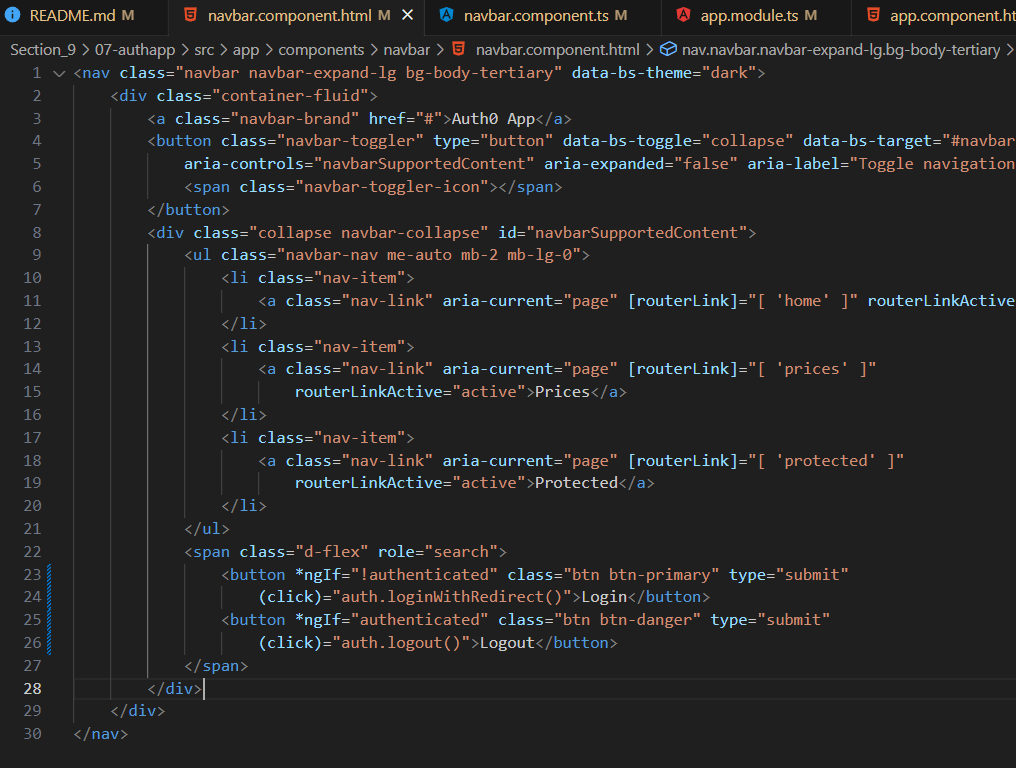 README.md M navbar.component.html M navbar.component.ts M app.module.ts M app.component.ht
Section_9 > 07-authapp > src > app > components > navbar > navbar.component.html > nav.navbar.navbar-expand-lg.bg-body-tertiary >
1 <nav class="navbar navbar-expand-lg bg-body-tertiary" data-bs-theme="dark">
2 <div class="container-fluid">
3 <a class="navbar-brand" href="#">Auth0 App</a>
4 <button class="navbar-toggler" type="button" data-bs-toggle="collapse" data-bs-target="#navbar
5 aria-controls="navbarSupportedContent" aria-expanded="false" aria-label="Toggle navigation
6 <span class="navbar-toggler-icon"></span>
7 </button>
8 <div class="collapse navbar-collapse" id="navbarSupportedContent">
9 <ul class="navbar-nav me-auto mb-2 mb-lg-0">
10 <li class="nav-item">
11 <a class="nav-link" aria-current="page" [routerLink]="[ 'home' ]" routerLinkActive
12 </li>
13 <li class="nav-item">
14 <a class="nav-link" aria-current="page" [routerLink]="[ 'prices' ]"
15 routerLinkActive="active">Prices</a>
16 </li>
17 <li class="nav-item">
18 <a class="nav-link" aria-current="page" [routerLink]="[ 'protected' ]"
19 routerLinkActive="active">Protected</a>
20 </li>
21 </ul>
22 <span class="d-flex" role="search">
23 <button *ngIf="!authenticated" class="btn btn-primary" type="submit"
24 (click)="auth.loginWithRedirect()">Login</button>
25 <button *ngIf="authenticated" class="btn btn-danger" type="submit"
26 (click)="auth.logout()">Logout</button>
27 </span>
28 </div>
29 </div>
30 </nav>